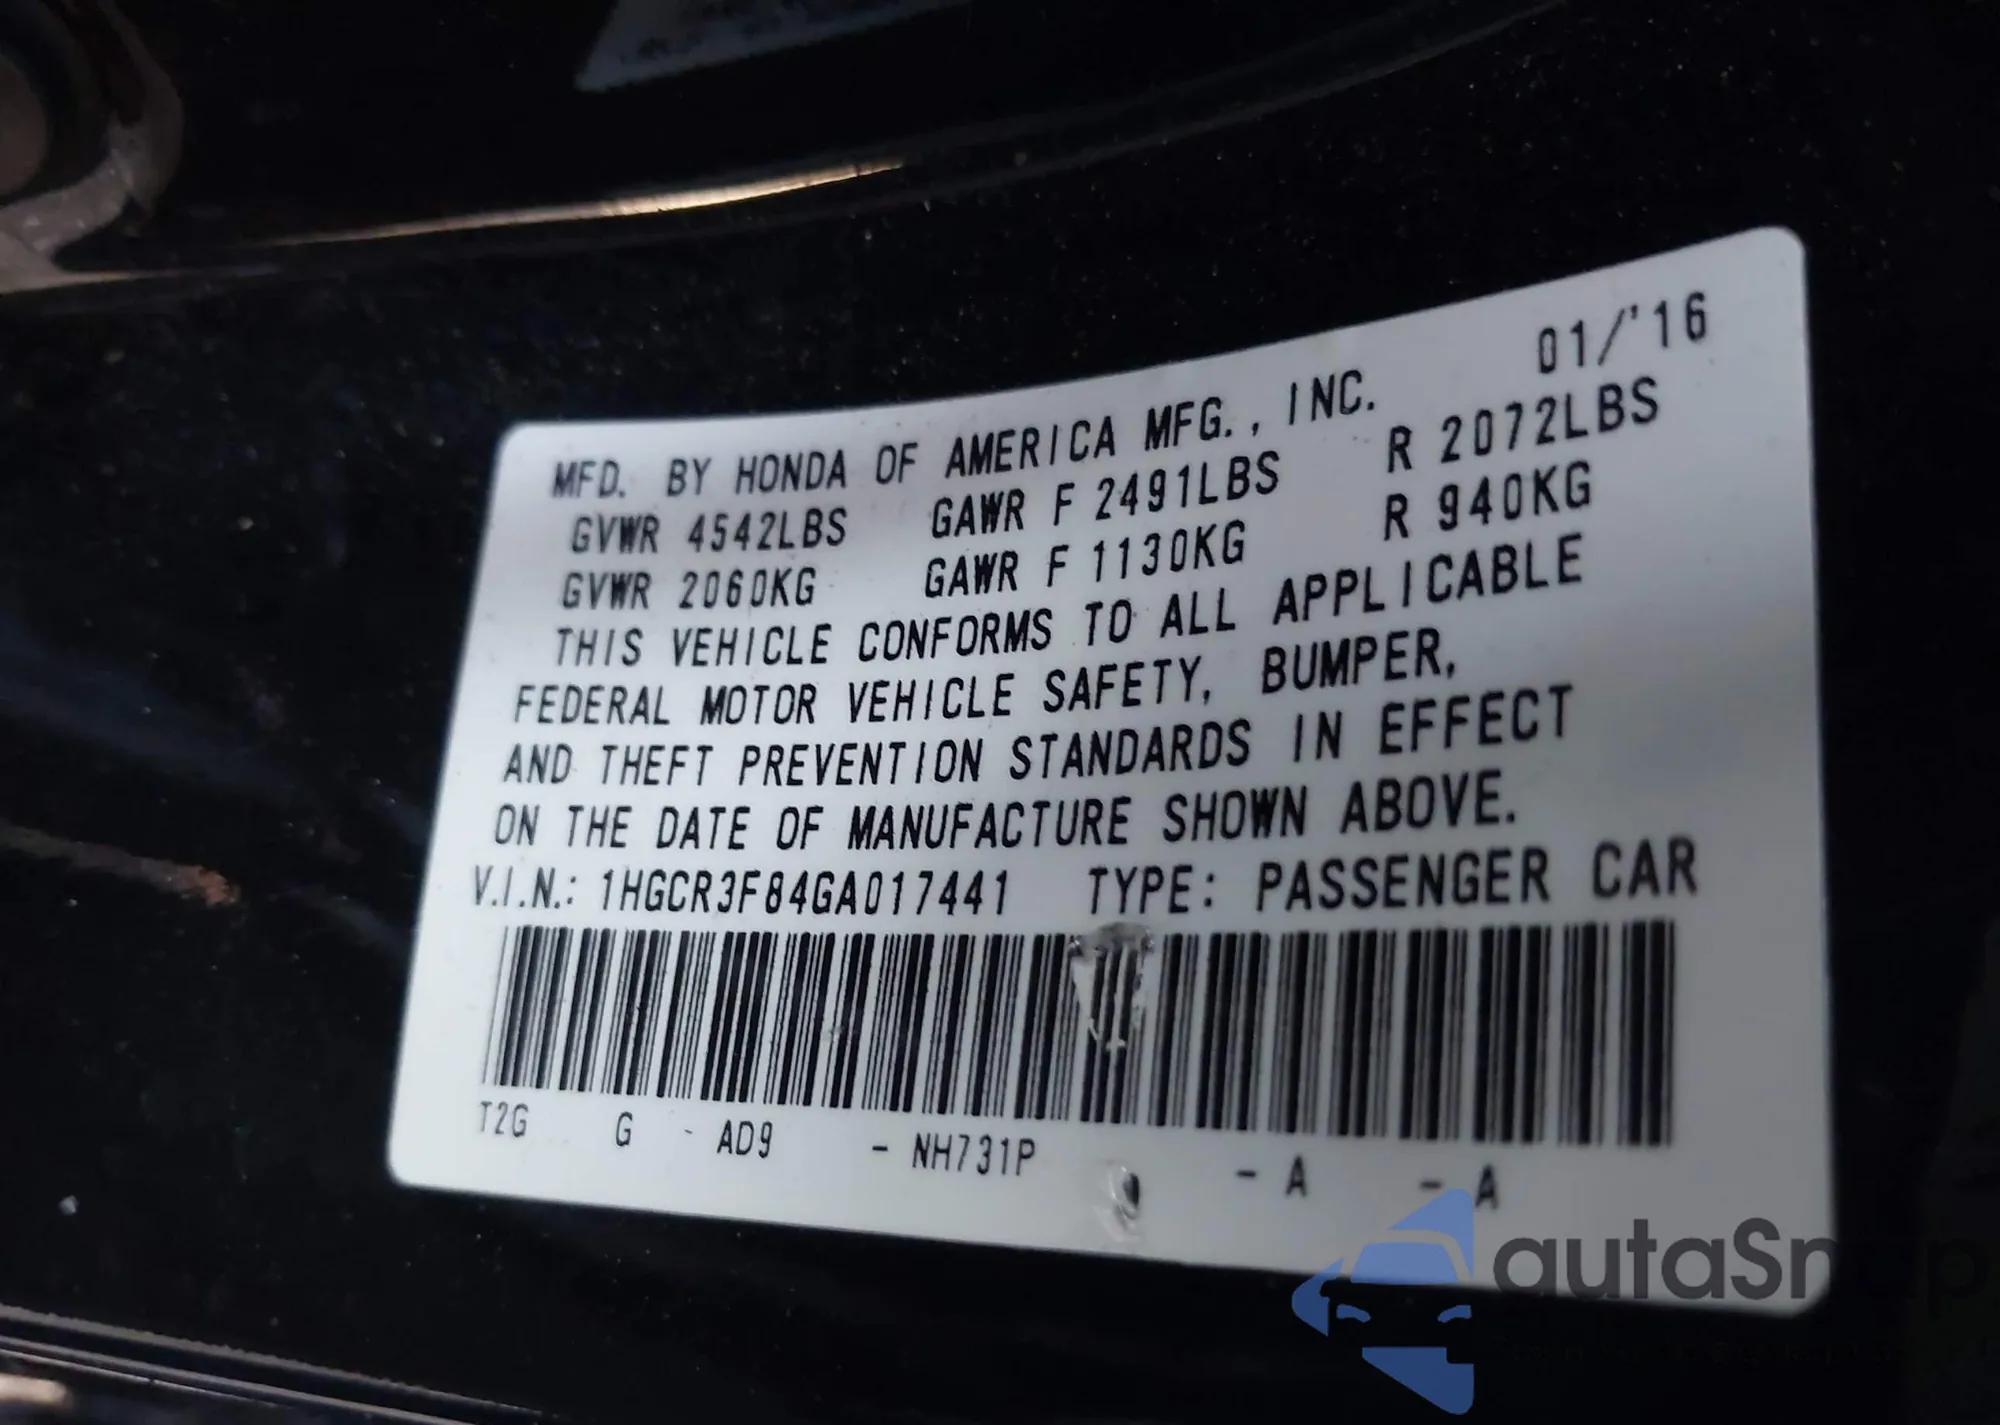 MFD. BY HONDA OF AMERICA MFG., INC. 01/'16
GVWR 4542LBS GAWR F 2491LBS R 2072LBS
GVWR 2060KG GAWR F 1130KG R 940KG
THIS VEHICLE CONFORMS TO ALL APPLICABLE
FEDERAL MOTOR VEHICLE SAFETY, BUMPER,
AND THEFT PREVENTION STANDARDS IN EFFECT
ON THE DATE OF MANUFACTURE SHOWN ABOVE.
V.I.N.: 1HGCR3F84GA017441 TYPE: PASSENGER CAR
T2G G - AD9 - NH731P - A - A
autaSnap